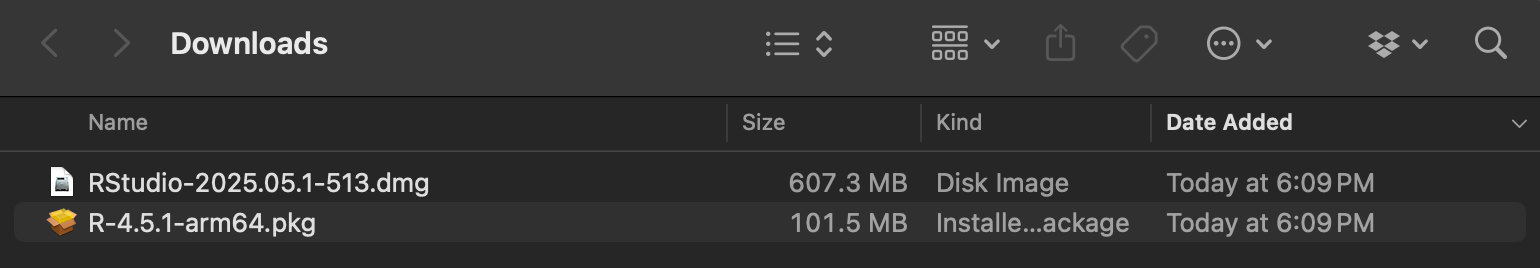 Downloads
Name Size Kind Date Added
RStudio-2025.05.1-513.dmg 607.3 MB Disk Image Today at 6:09 PM
R-4.5.1-arm64.pkg 101.5 MB Installe...ackage Today at 6:09 PM